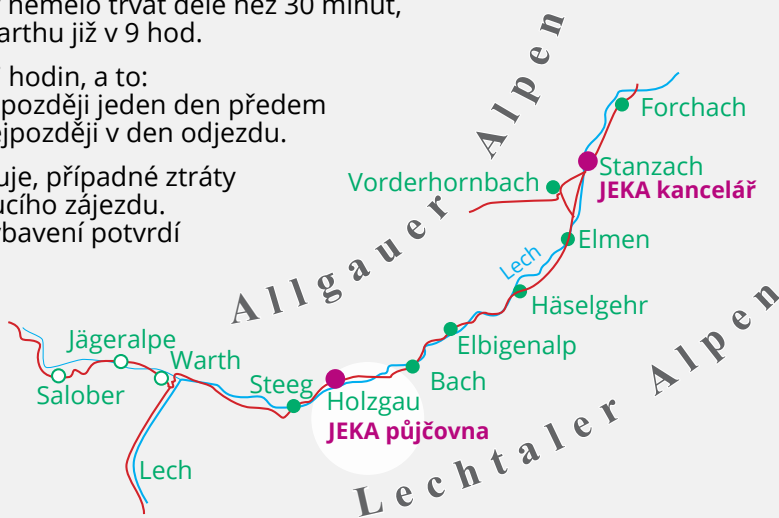 nemělo trvat déle než 30 minut,
arthu již v 9 hod.
hodin, a to:
později jeden den předem
ejpozději v den odjezdu.
uje, případné ztráty
ucího zájezdu.
ybavení potvrdí
Allgauer Alpen
Forchach
Stanzach
JEKA kancelář
Vorderhornbach
Elmen
Lech
Häselgehr
Elbigenalp
Bach
Holzgau
JEKA půjčovna
Steeg
Warth
Jägeralpe
Salober
Lech
Lechtaler Alpen